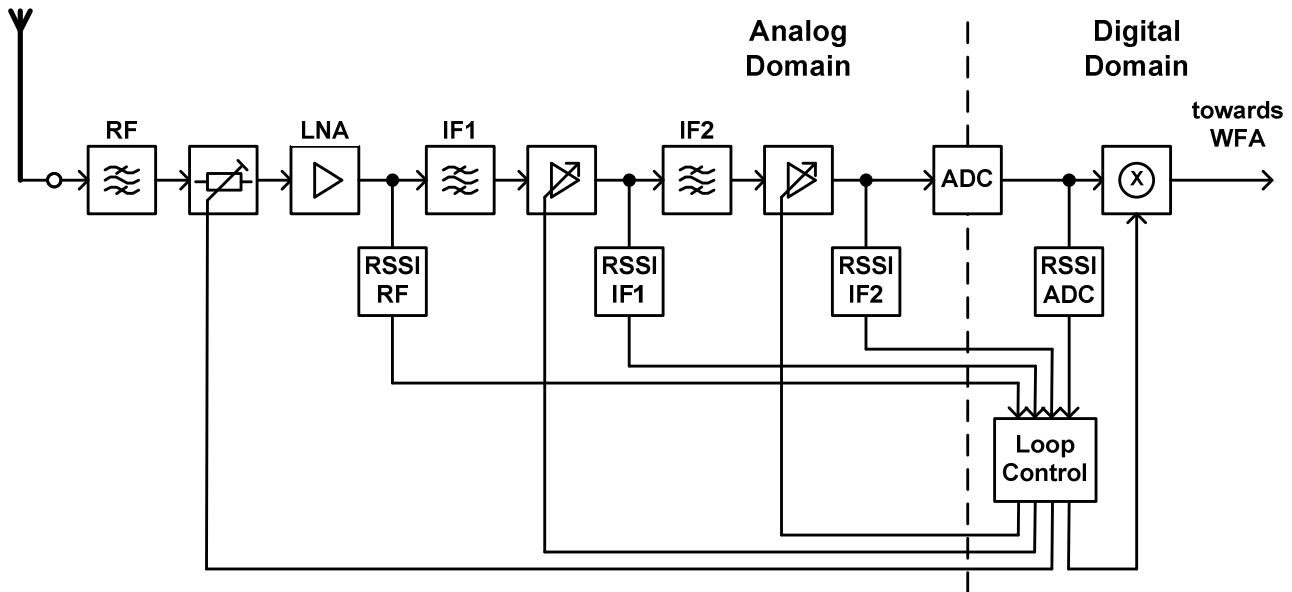 Analog
Domain
Digital
Domain
towards
WFA
RF
LNA
IF1
IF2
ADC
X
RSSI
RF
RSSI
IF1
RSSI
IF2
RSSI
ADC
Loop
Control